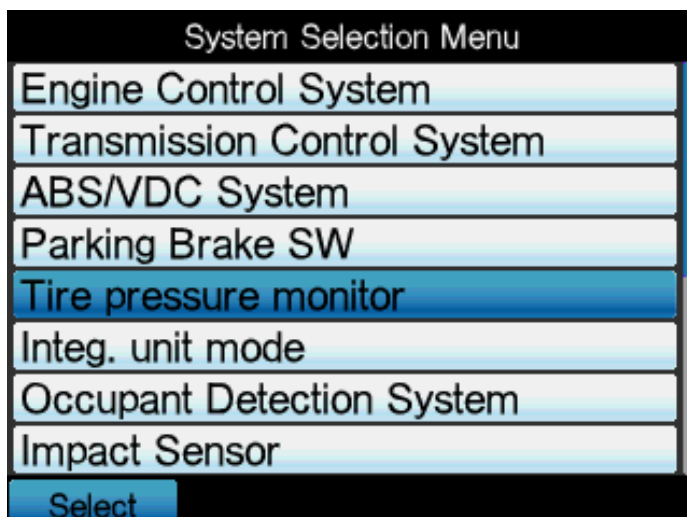 System Selection Menu
Engine Control System
Transmission Control System
ABS/VDC System
Parking Brake SW
Tire pressure monitor
Integ. unit mode
Occupant Detection System
Impact Sensor
Select